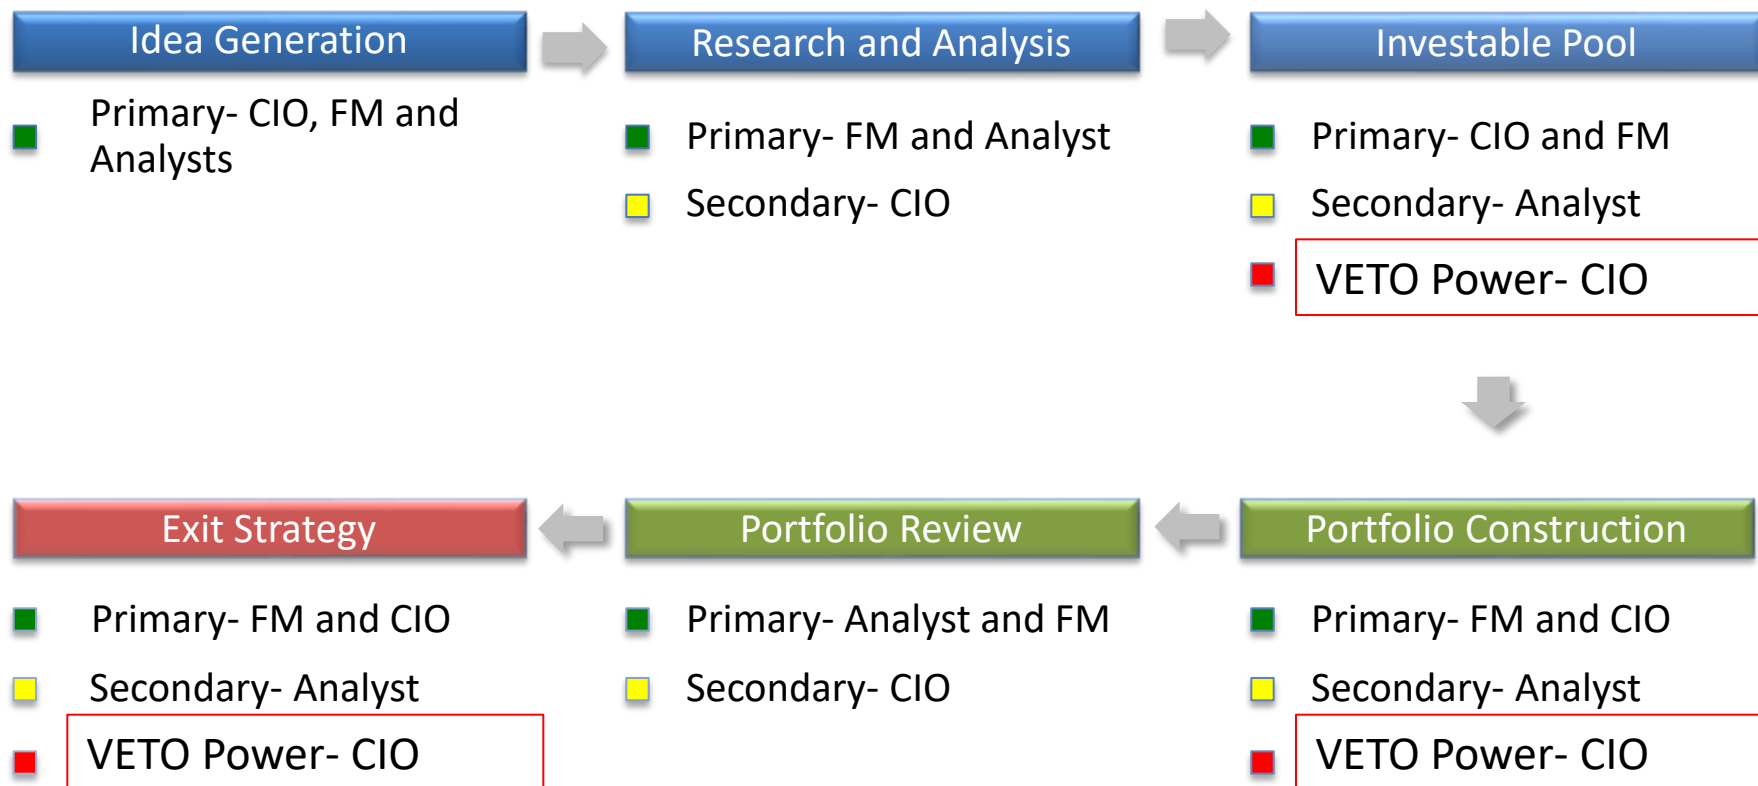 Idea Generation
Primary- CIO, FM and
Analysts
Research and Analysis
Primary- FM and Analyst
Secondary- CIO
Investable Pool
Primary- CIO and FM
Secondary- Analyst
VETO Power- CIO
Portfolio Construction
Primary- FM and CIO
Secondary- Analyst
VETO Power- CIO
Portfolio Review
Primary- Analyst and FM
Secondary- CIO
Exit Strategy
Primary- FM and CIO
Secondary- Analyst
VETO Power- CIO